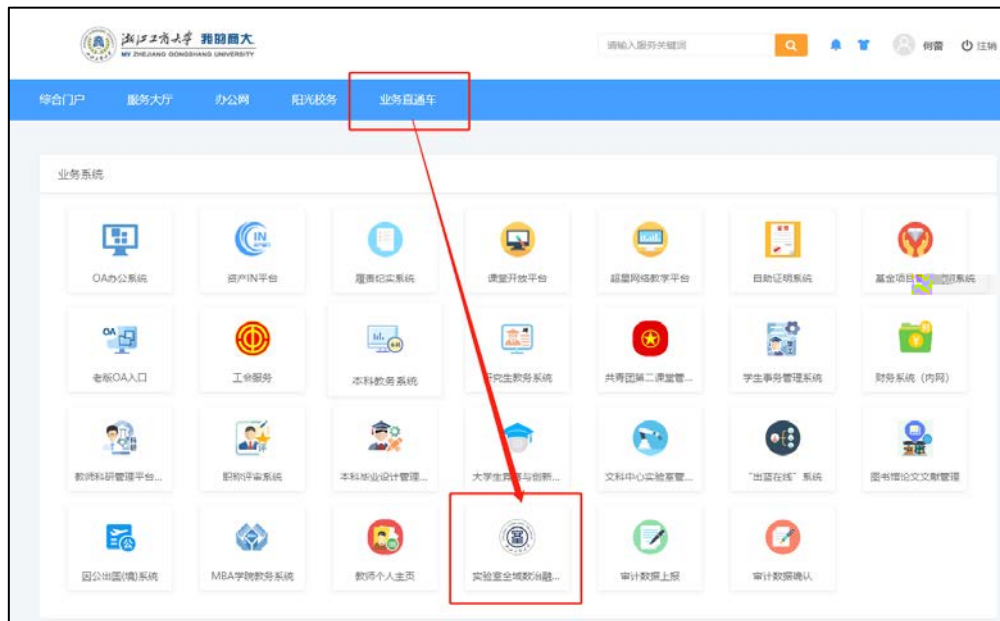 浙江工商大学 我的商大
MY ZHEJIANG GONGSHANG UNIVERSITY
请输入服务关键词
何蕾 注销
综合门户 服务大厅 办公网 阳光校务 业务直通车
业务系统
OA办公系统 资产IN平台 履责纪实系统 课堂开放平台 超星网络教学平台 自助证明系统 基金项目 系统
老版OA入口 工会服务 本科教务系统 研究生教务系统 共青团第二课堂管... 学生事务管理系统 财务系统（内网）
教师科研管理平台... 职称评审系统 本科毕业设计管理... 大学生竞赛与创新... 文科中心实验室管... “出蓝在线”系统 图书馆论文文献管理
因公出国(境)系统 MBA学院教务系统 教师个人主页 实验室全域数治融... 审计数据上报 审计数据确认